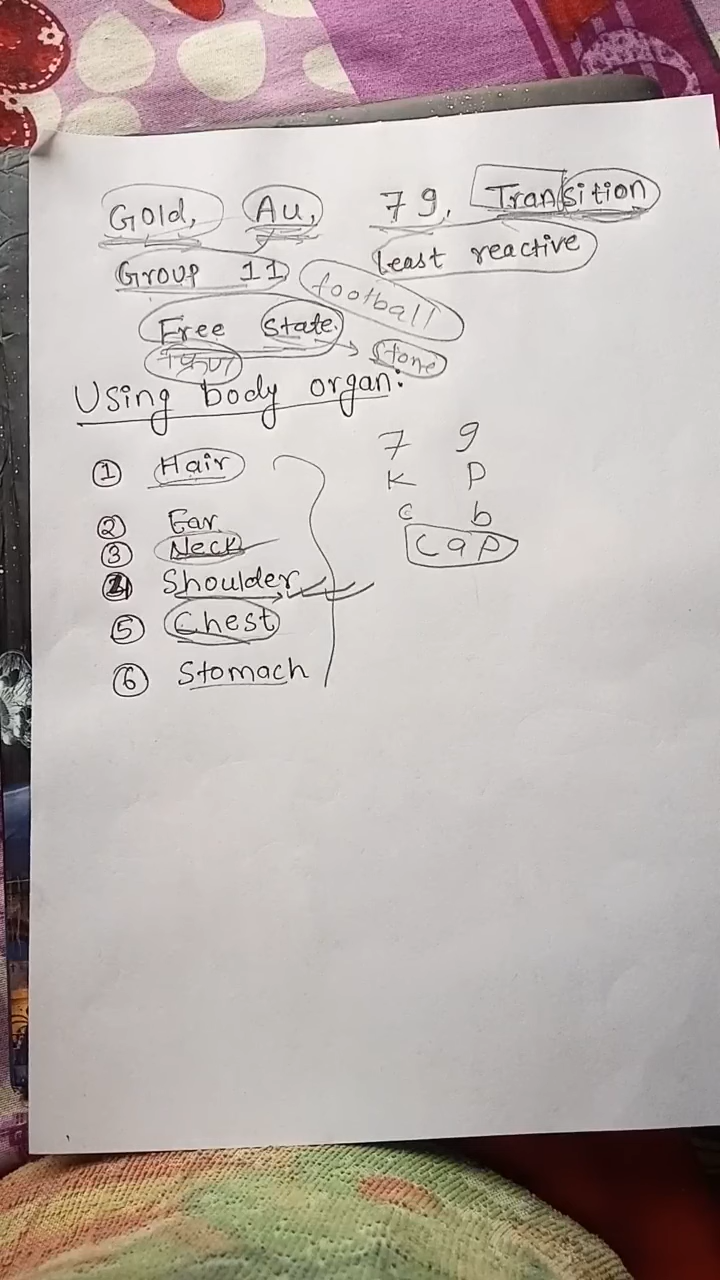 Gold, Au, 79, Transition
Group 11 least reactive
football
Free State.
Stone
Using body organ:
① Hair
② Ear
③ Neck
④ Shoulder
⑤ Chest
⑥ Stomach
7 9
K P
c b
Cap